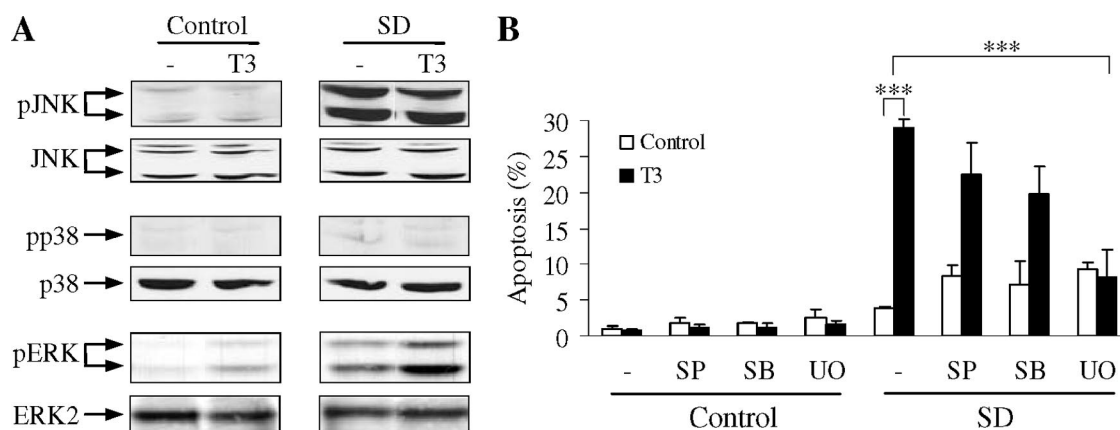 A
Control
SD
-
T3
-
T3
pJNK
JNK
pp38
p38
pERK
ERK2
B
***
***
Control
T3
Apoptosis (%)
30
25
20
15
10
5
0
-
SP
SB
UO
-
SP
SB
UO
Control
SD